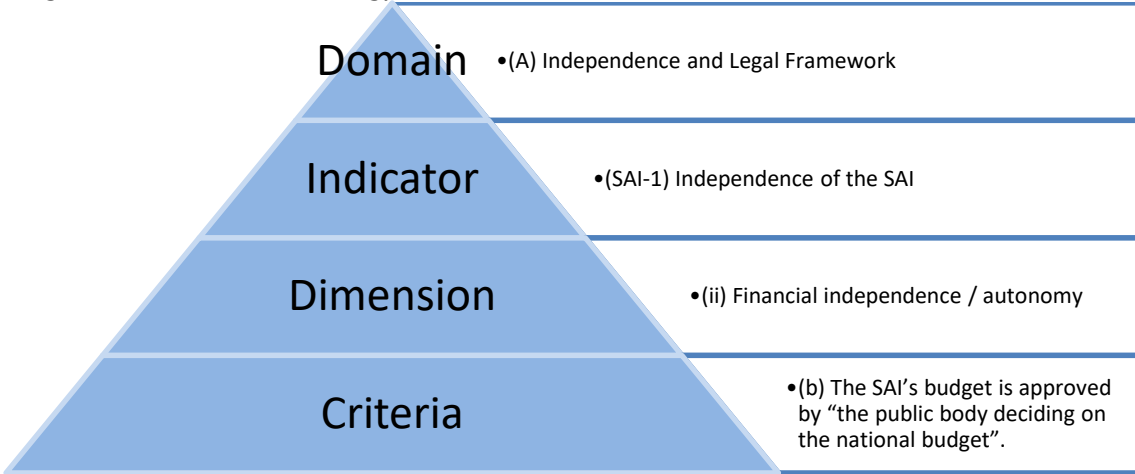 Domain
•(A) Independence and Legal Framework
Indicator
•(SAI-1) Independence of the SAI
Dimension
•(ii) Financial independence / autonomy
Criteria
•(b) The SAI’s budget is approved
by “the public body deciding on
the national budget”.